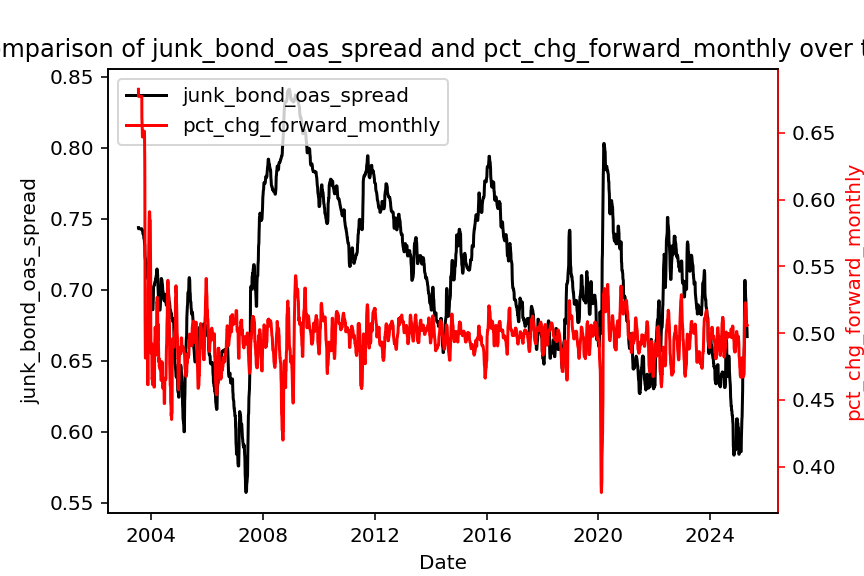 mparison of junk_bond_oas_spread and pct_chg_forward_monthly over
junk_bond_oas_spread
pct_chg_forward_monthly
0.85
0.80
0.75
0.70
0.65
0.60
0.55
junk_bond_oas_spread
0.65
0.60
0.55
0.50
0.45
0.40
pct_chg_forward_monthly
2004 2008 2012 2016 2020 2024
Date